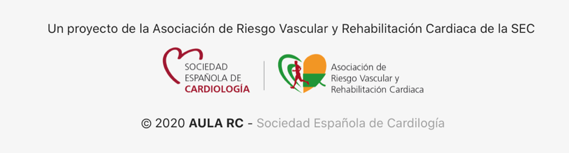 Un proyecto de la Asociación de Riesgo Vascular y Rehabilitación Cardiaca de la SEC
SOCIEDAD
ESPAÑOLA DE
CARDIOLOGÍA
Asociación de
Riesgo Vascular y
Rehabilitación Cardiaca
© 2020 AULA RC - Sociedad Española de Cardilogía